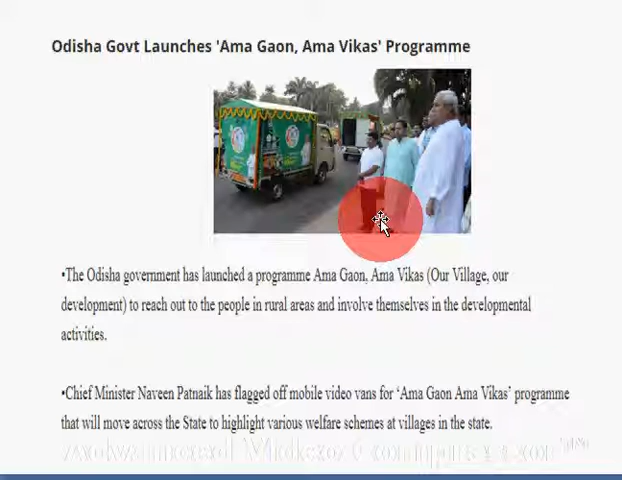 Odisha Govt Launches 'Ama Gaon, Ama Vikas' Programme
•The Odisha government has launched a programme Ama Gaon, Ama Vikas (Our Village, our
development) to reach out to the people in rural areas and involve themselves in the developmental
activities.
•Chief Minister Naveen Patnaik has flagged off mobile video vans for ‘Ama Gaon Ama Vikas’ programme
that will move across the State to highlight various welfare schemes at villages in the state.